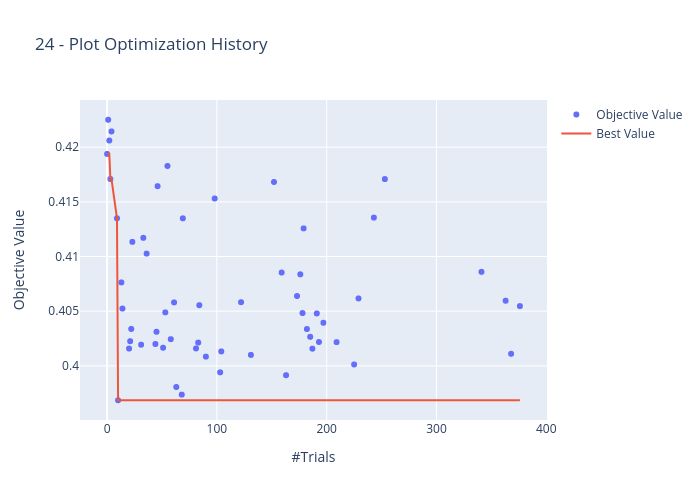 24 - Plot Optimization History
Objective Value
Best Value
0.42
0.415
0.41
0.405
0.4
Objective Value
0
100
200
300
400
#Trials